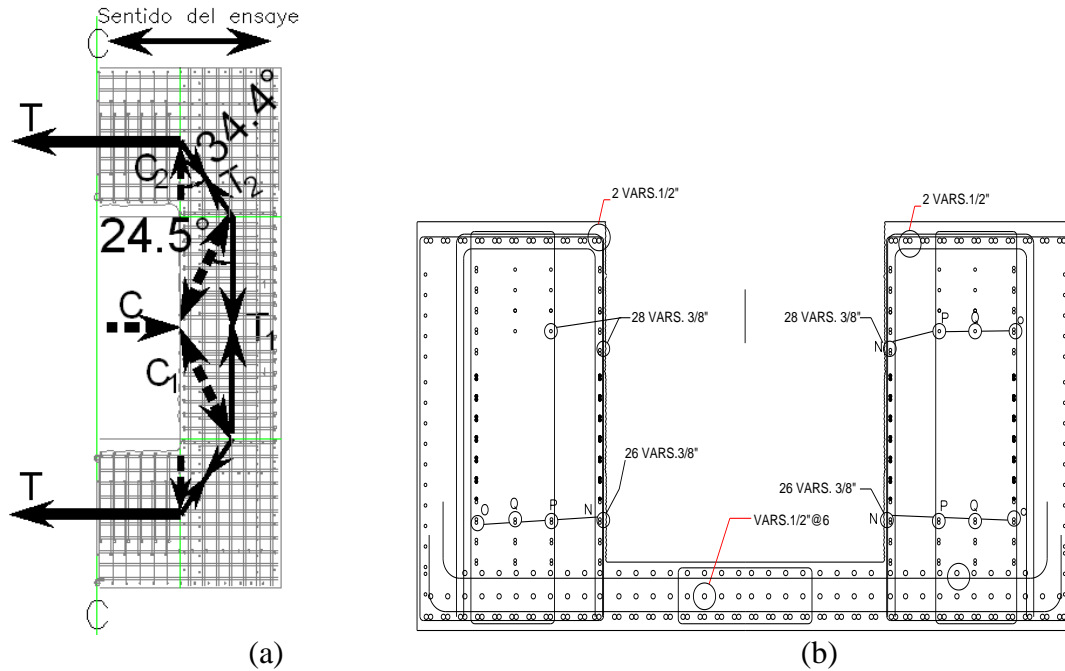 Sentido del ensaye
C
T
34.4°
C2
T2
24.5°
C
T1
C1
T
C
(a)
2 VARS.1/2"
2 VARS.1/2"
28 VARS. 3/8"
28 VARS. 3/8"
P Q O
N
26 VARS.3/8"
26 VARS. 3/8"
O Q P N
N P Q O
VARS.1/2"@6
(b)